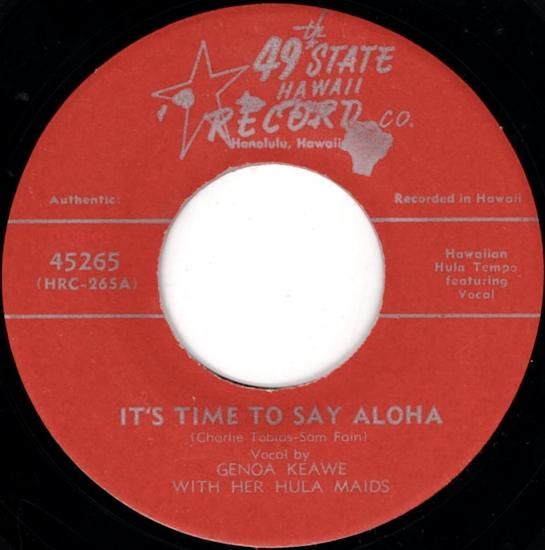 49th STATE
HAWAII
RECORD CO.
Honolulu, Hawaii
Authentic:
Recorded in Hawaii
45265
(HRC-265A)
Hawaiian
Hula Tempo
featuring
Vocal
IT'S TIME TO SAY ALOHA
(Charlie Tobias-Sam Fain)
Vocal by
GENOA KEAWE
WITH HER HULA MAIDS